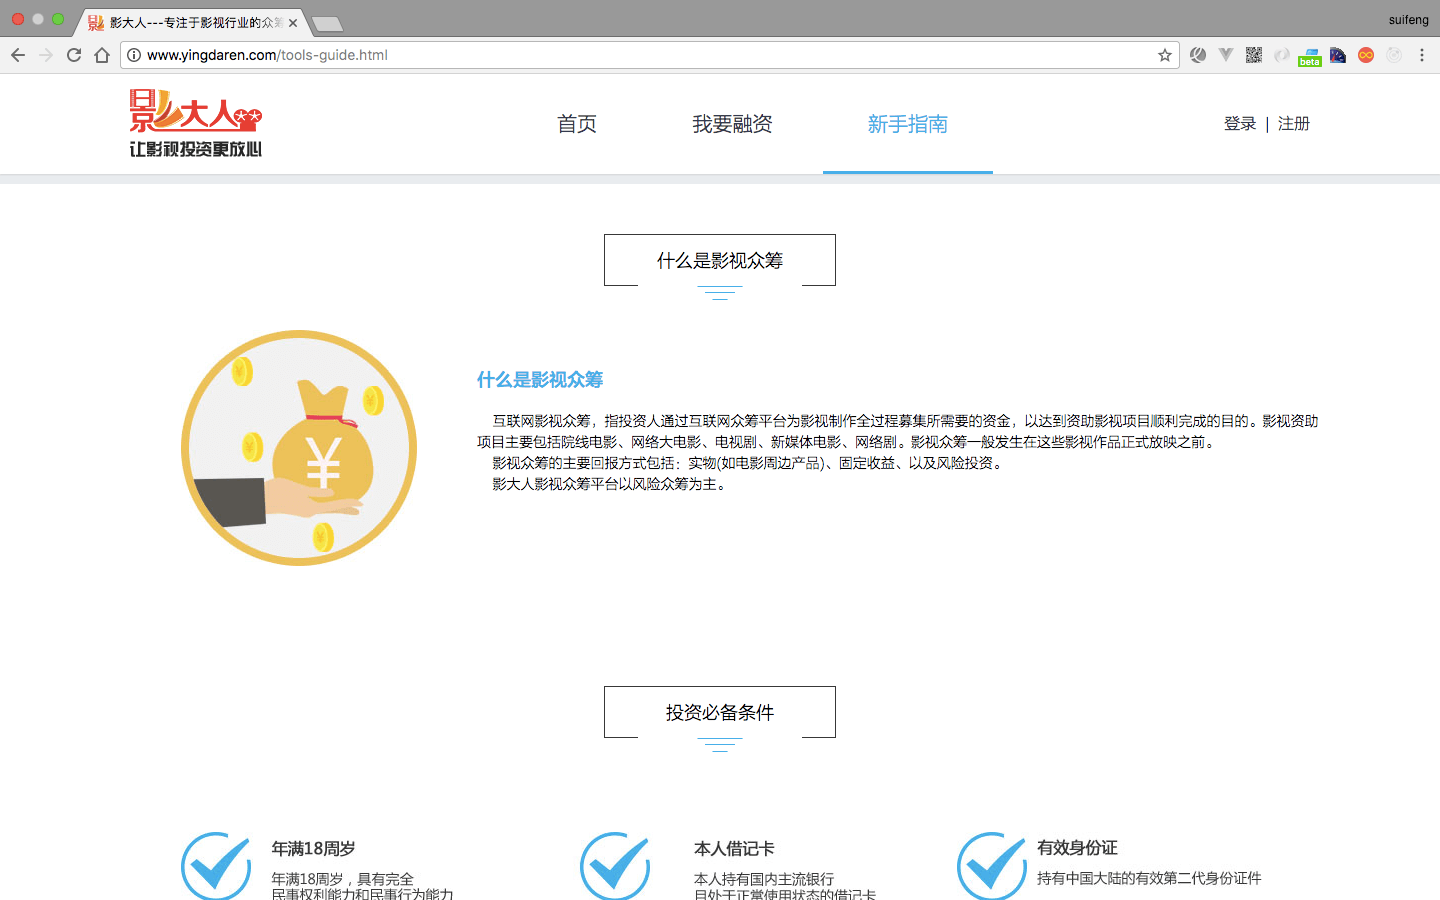 影大人---专注于影视行业的众筹
suifeng
www.yingdaren.com/tools-guide.html
beta
影大人
让影视投资更放心
首页
我要融资
新手指南
登录 | 注册
什么是影视众筹
什么是影视众筹
互联网影视众筹，指投资人通过互联网众筹平台为影视制作全过程募集所需要的资金，以达到资助影视项目顺利完成的目的。影视资助
项目主要包括院线电影、网络大电影、电视剧、新媒体电影、网络剧。影视众筹一般发生在这些影视作品正式放映之前。
影视众筹的主要回报方式包括：实物(如电影周边产品)、固定收益、以及风险投资。
影大人影视众筹平台以风险众筹为主。
¥
投资必备条件
年满18周岁
年满18周岁，具有完全
民事权利能力和民事行为能力
本人借记卡
本人持有国内主流银行
且处于正常使用状态的借记卡
有效身份证
持有中国大陆的有效第二代身份证件